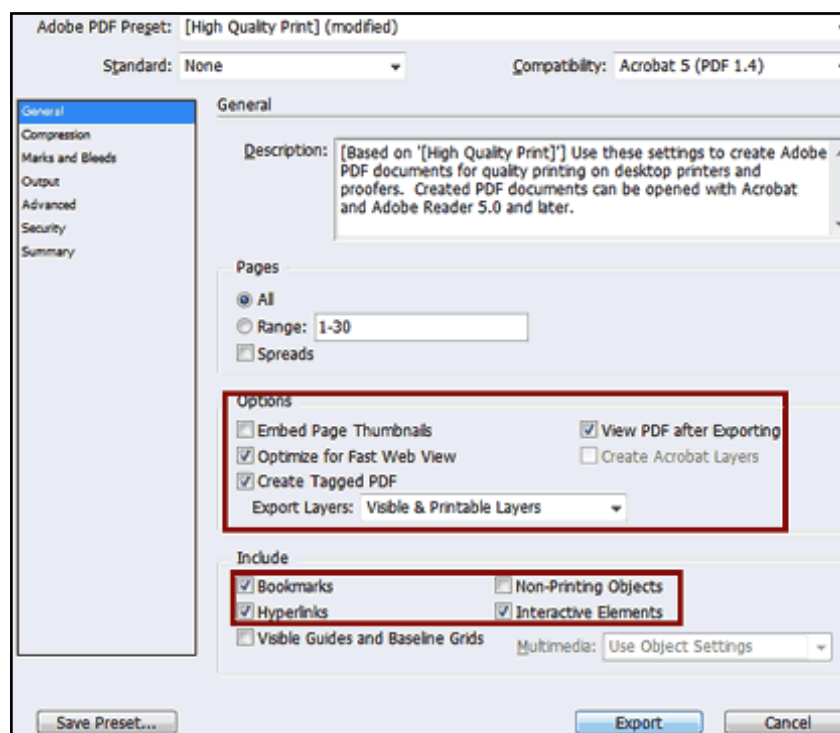 Adobe PDF Preset: [High Quality Print] (modified)
Standard: None Compatibility: Acrobat 5 (PDF 1.4)
General
Compression
Marks and Bleeds
Output
Advanced
Security
Summary
General
Description: [Based on '[High Quality Print]'] Use these settings to create Adobe
PDF documents for quality printing on desktop printers and
proofers. Created PDF documents can be opened with Acrobat
and Adobe Reader 5.0 and later.
Pages
All
Range: 1-30
Spreads
Options
Embed Page Thumbnails View PDF after Exporting
Optimize for Fast Web View Create Acrobat Layers
Create Tagged PDF
Export Layers: Visible & Printable Layers
Include
Bookmarks Non-Printing Objects
Hyperlinks Interactive Elements
Visible Guides and Baseline Grids Multimedia: Use Object Settings
Save Preset... Export Cancel